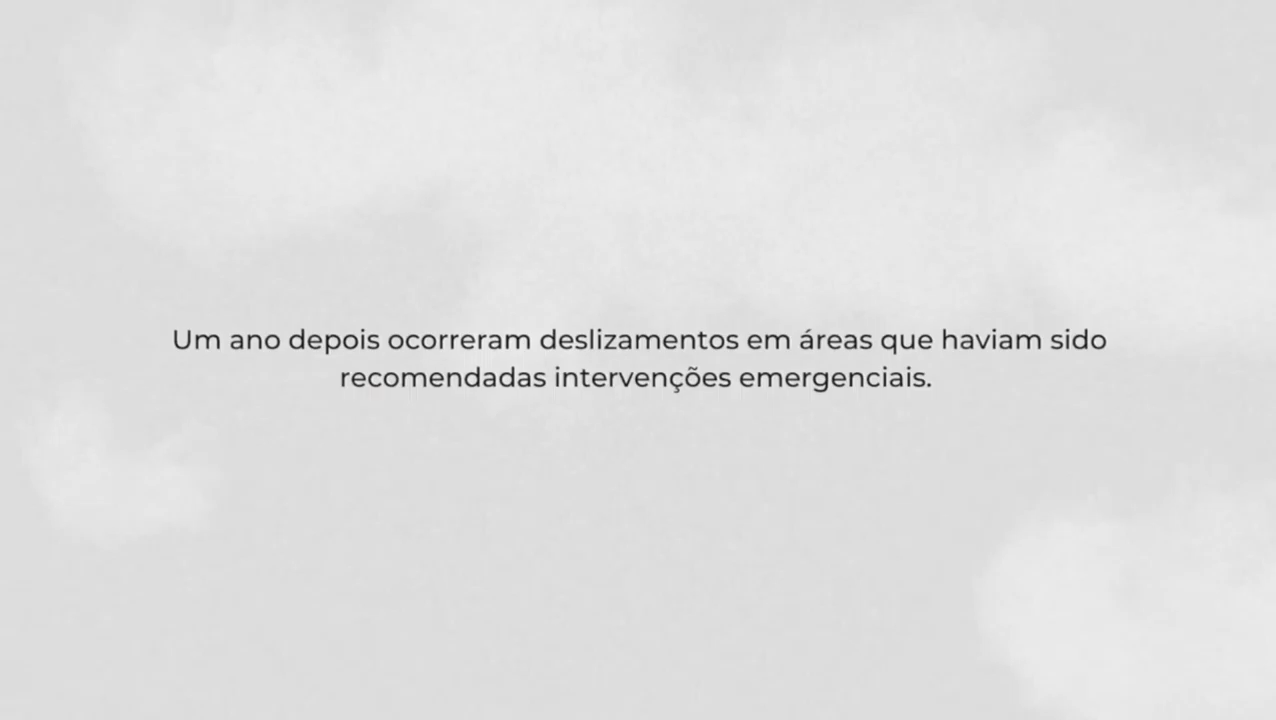 Um ano depois ocorreram deslizamentos em áreas que haviam sido
recomendadas intervenções emergenciais.